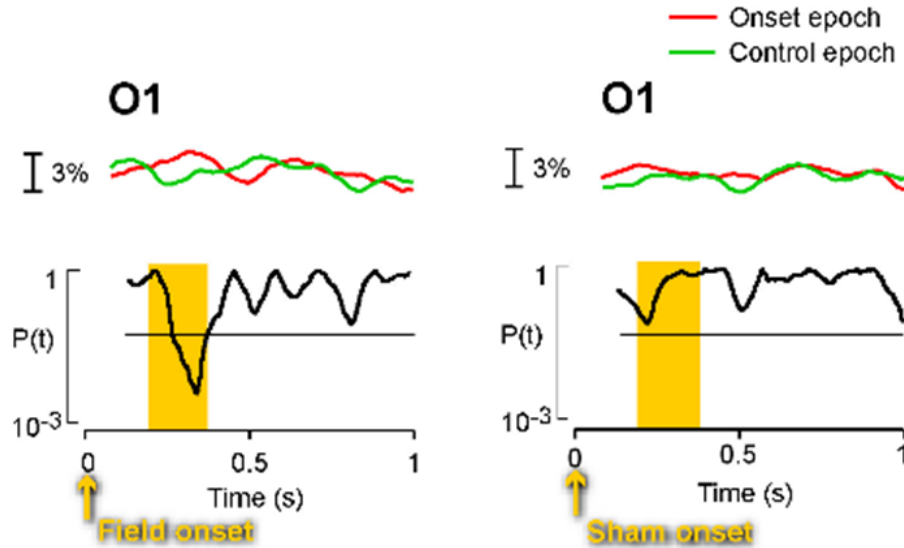 Onset epoch
Control epoch
O1
O1
3%
3%
1
P(t)
10-3
0
0.5
1
Time (s)
Field onset
1
P(t)
10-3
0
0.5
1
Time (s)
Sham onset